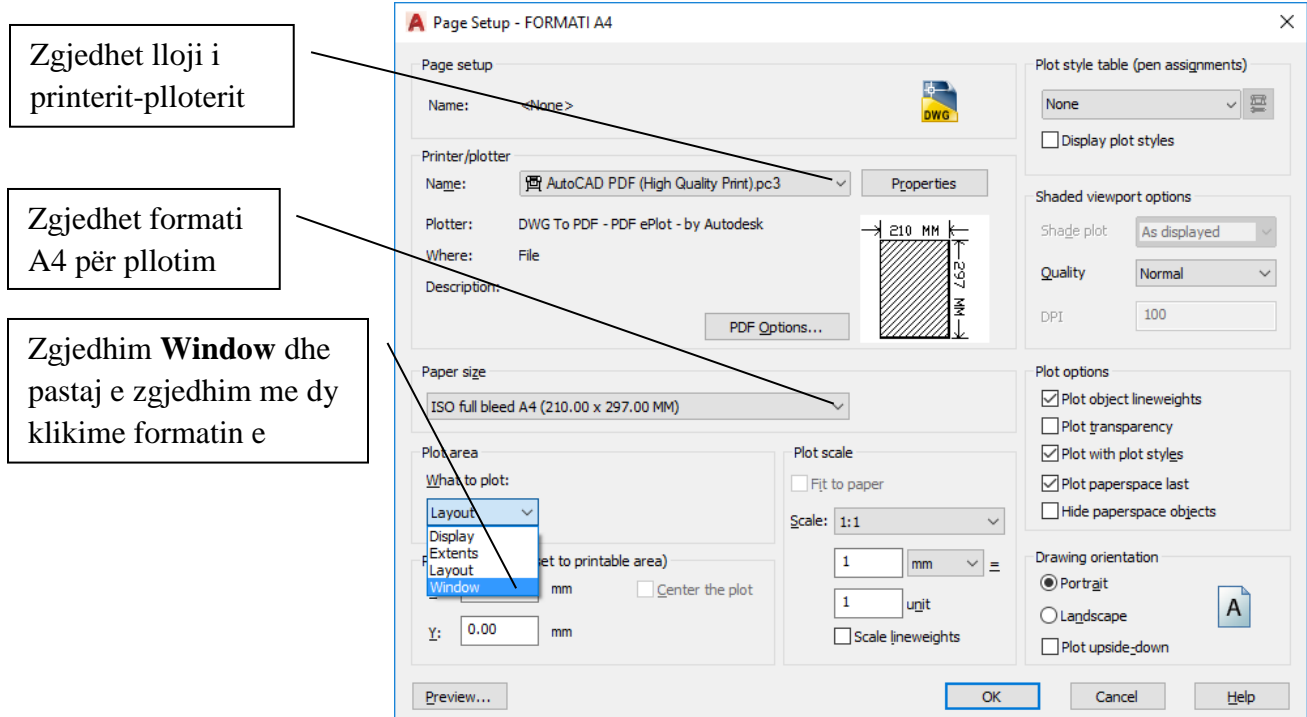 Zgjedhet lloji i
printerit-plloterit
Zgjedhet formati
A4 për pllotim
Zgjedhim Window dhe
pastaj e zgjedhim me dy
klikime formatin e
Page Setup - FORMATI A4
Page setup
Name: <None>
DWG
Printer/plotter
Name: AutoCAD PDF (High Quality Print).pc3 Properties
Plotter: DWG To PDF - PDF ePlot - by Autodesk
Where: File
Description:
210 MM
297 MM
PDF Options...
Paper size
ISO full bleed A4 (210.00 x 297.00 MM)
Plot area
What to plot:
Layout
Display
Extents
Layout
Window
set to printable area)
mm Center the plot
Y: 0.00 mm
Plot scale
Fit to paper
Scale: 1:1
1 mm =
1 unit
Scale lineweights
Plot style table (pen assignments)
None
Display plot styles
Shaded viewport options
Shade plot As displayed
Quality Normal
DPI 100
Plot options
Plot object lineweights
Plot transparency
Plot with plot styles
Plot paperspace last
Hide paperspace objects
Drawing orientation
Portrait
Landscape
A
Plot upside-down
Preview... OK Cancel Help